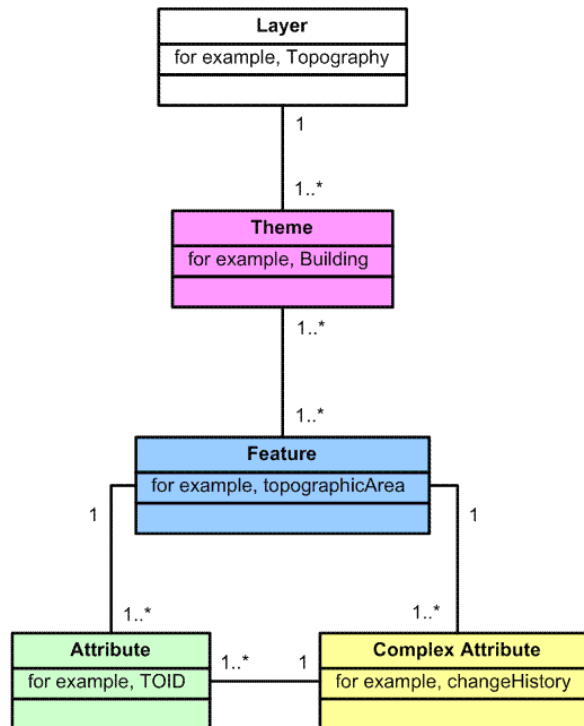 Layer
for example, Topography
1
1..*
Theme
for example, Building
1..*
1..*
Feature
for example, topographicArea
1
1
1..*
1..*
Attribute
for example, TOID
1..*
1
Complex Attribute
for example, changeHistory